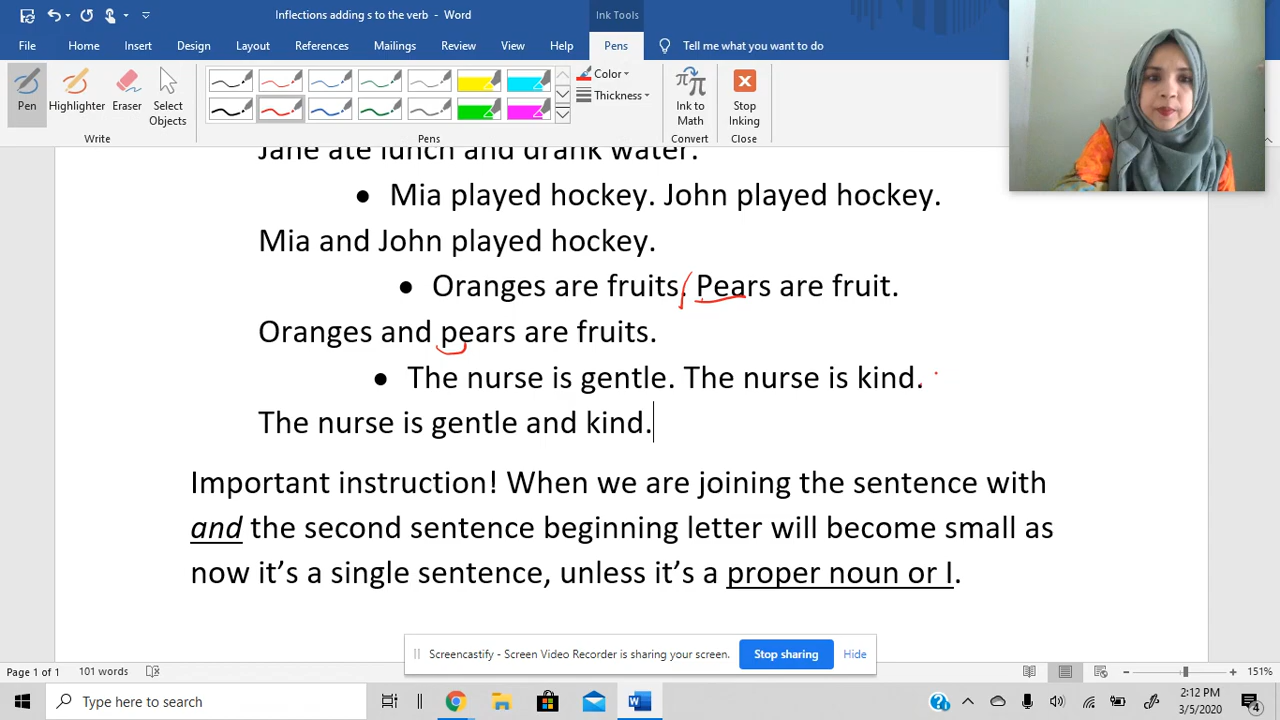 Inflections adding s to the verb - Word
Ink Tools
File Home Insert Design Layout References Mailings Review View Help Pens Tell me what you want to do
Pen Highlighter Eraser Select Objects
Color
Thickness
Ink to Math
Stop Inking
Write Pens Convert Close
Jane ate lunch and drank water.
• Mia played hockey. John played hockey.
Mia and John played hockey.
• Oranges are fruits. Pears are fruit.
Oranges and pears are fruits.
• The nurse is gentle. The nurse is kind.
The nurse is gentle and kind.
Important instruction! When we are joining the sentence with
and the second sentence beginning letter will become small as
now it's a single sentence, unless it's a proper noun or I.
Screencastify - Screen Video Recorder is sharing your screen. Stop sharing Hide
Page 1 of 1 101 words 151%
Type here to search
2:12 PM
3/5/2020
4